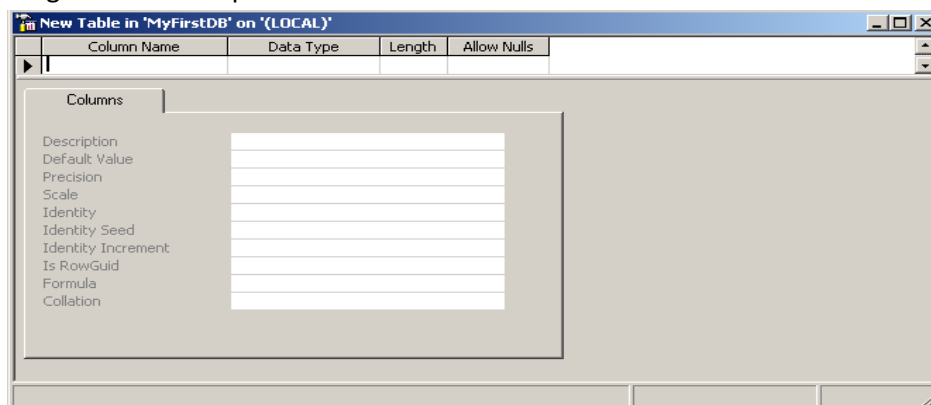 New Table in 'MyFirstDB' on '(LOCAL)'
Column Name Data Type Length Allow Nulls
Columns
Description
Default Value
Precision
Scale
Identity
Identity Seed
Identity Increment
Is RowGuid
Formula
Collation